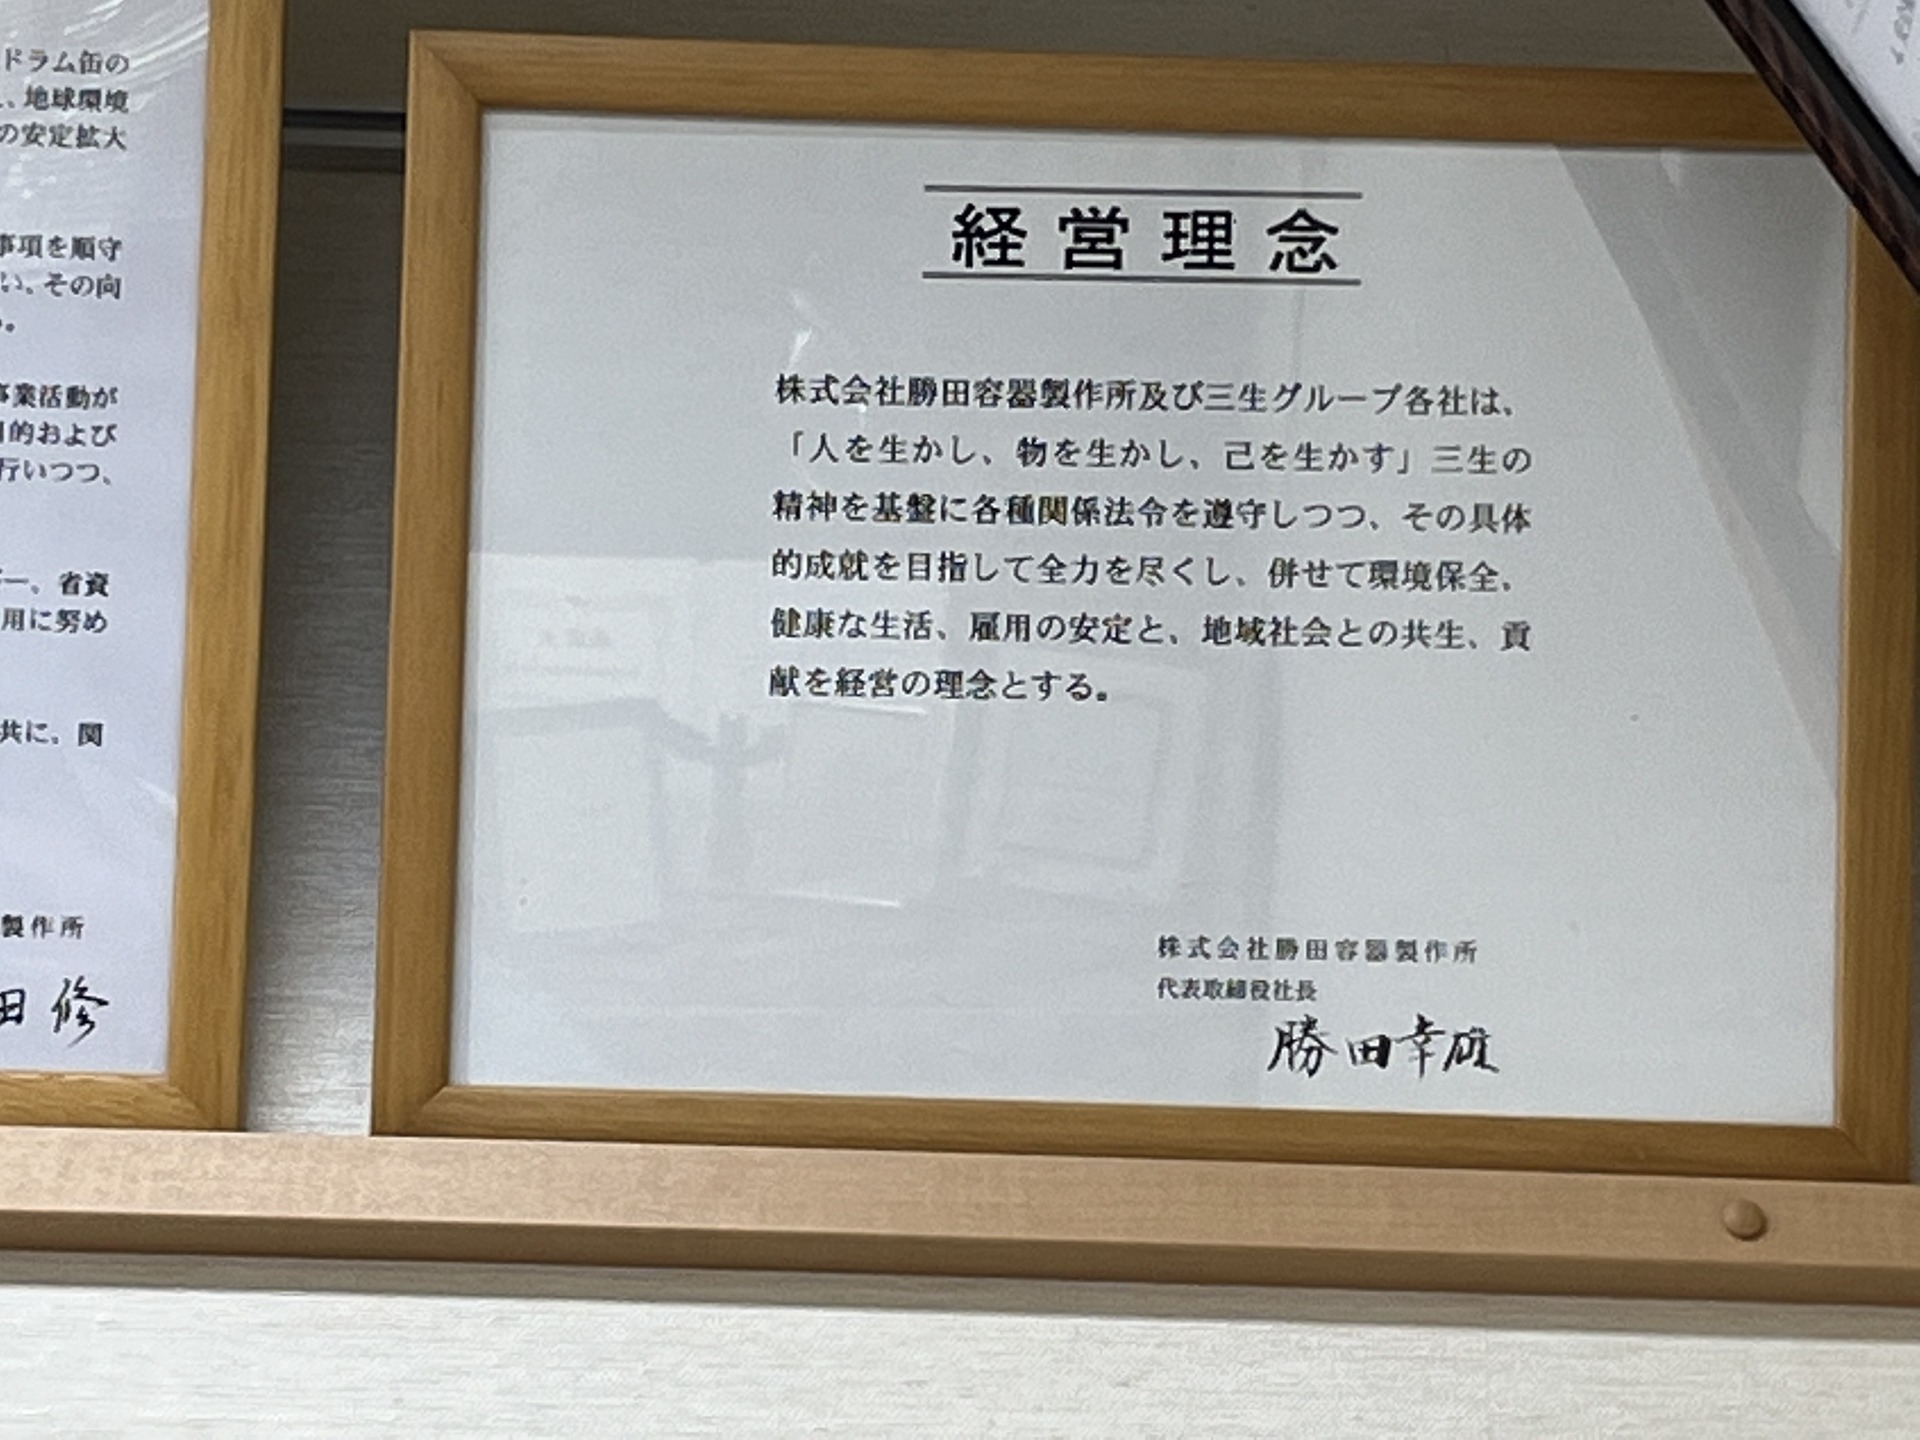 ドラム缶の
、地球環境
の安定拡大
事項を順守
い、その向
。
事業活動が
的および
行いつつ、
ー、省資
用に努め
共に、関
製作所
田 修
経営理念
株式会社勝田容器製作所及び三生グループ各社は、
「人を生かし、物を生かし、己を生かす」三生の
精神を基盤に各種関係法令を遵守しつつ、その具体
的成就を目指して全力を尽くし、併せて環境保全、
健康な生活、雇用の安定と、地域社会との共生、貢
献を経営の理念とする。
株式会社勝田容器製作所
代表取締役社長
勝田幸雄